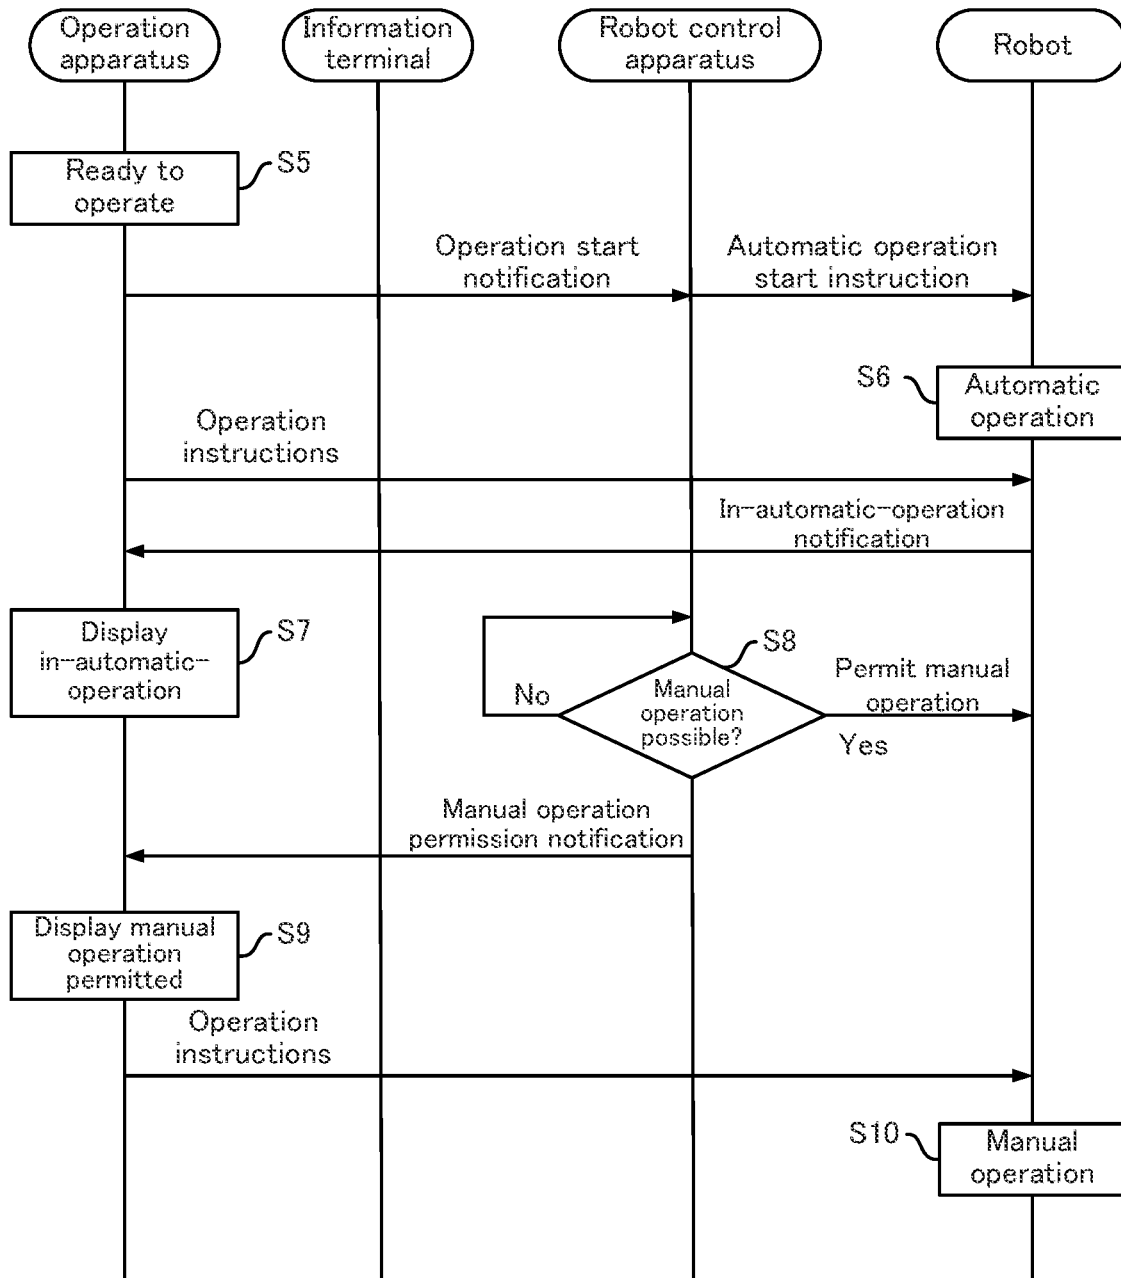 Operation
apparatus
Information
terminal
Robot control
apparatus
Robot
Ready to
operate
S5
Operation start
notification
Automatic operation
start instruction
S6
Automatic
operation
Operation
instructions
In-automatic-operation
notification
Display
in-automatic-
operation
S7
S8
Manual
operation
possible?
No
Permit manual
operation
Yes
Manual operation
permission notification
Display manual
operation
permitted
S9
Operation
instructions
S10
Manual
operation